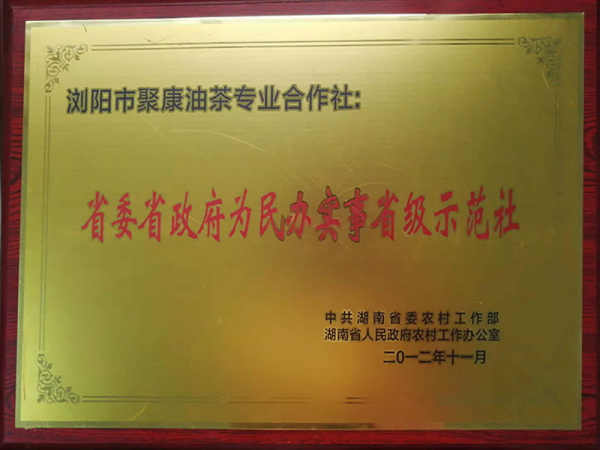 浏阳市聚康油茶专业合作社:
省委省政府为民办实事省级示范社
中共湖南省委农村工作部
湖南省人民政府农村工作办公室
二〇一二年十一月